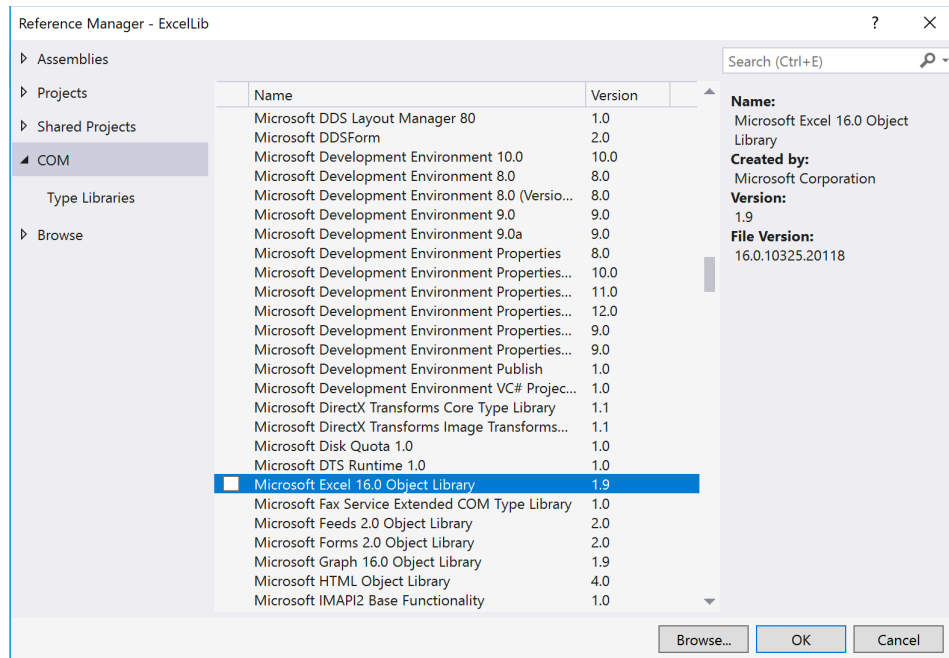 Reference Manager - ExcelLib
?
Assemblies
Projects
Shared Projects
COM
Type Libraries
Browse
Name Version
Microsoft DDS Layout Manager 80 1.0
Microsoft DDSForm 2.0
Microsoft Development Environment 10.0 10.0
Microsoft Development Environment 8.0 8.0
Microsoft Development Environment 8.0 (Versio... 8.0
Microsoft Development Environment 9.0 9.0
Microsoft Development Environment 9.0a 9.0
Microsoft Development Environment Properties 8.0
Microsoft Development Environment Properties... 10.0
Microsoft Development Environment Properties... 11.0
Microsoft Development Environment Properties... 12.0
Microsoft Development Environment Properties... 9.0
Microsoft Development Environment Properties... 9.0
Microsoft Development Environment Publish 1.0
Microsoft Development Environment VC# Projec... 1.0
Microsoft DirectX Transforms Core Type Library 1.1
Microsoft DirectX Transforms Image Transforms... 1.1
Microsoft Disk Quota 1.0 1.0
Microsoft DTS Runtime 1.0 1.0
Microsoft Excel 16.0 Object Library 1.9
Microsoft Fax Service Extended COM Type Library 1.0
Microsoft Feeds 2.0 Object Library 2.0
Microsoft Forms 2.0 Object Library 2.0
Microsoft Graph 16.0 Object Library 1.9
Microsoft HTML Object Library 4.0
Microsoft IMAPI2 Base Functionality 1.0
Search (Ctrl+E)
Name:
Microsoft Excel 16.0 Object
Library
Created by:
Microsoft Corporation
Version:
1.9
File Version:
16.0.10325.20118
Browse... OK Cancel